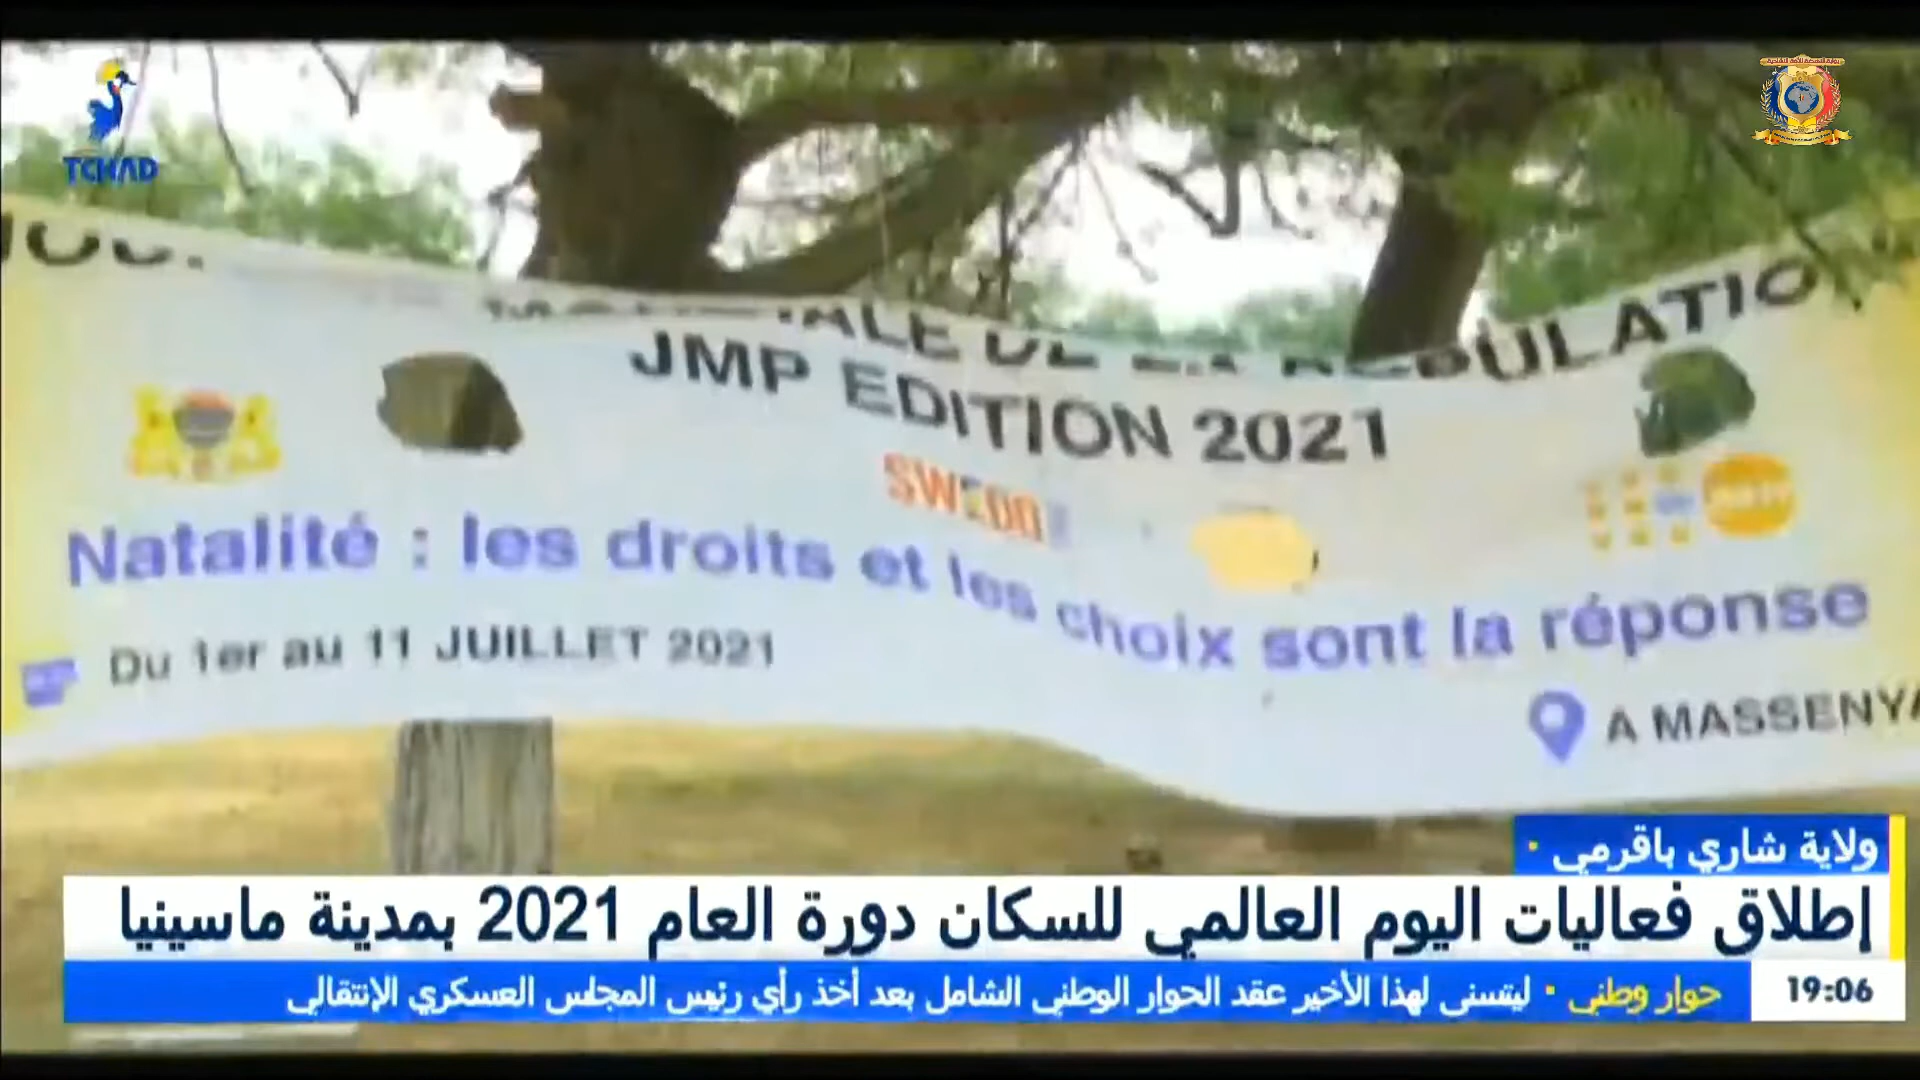 TCHAD
JMP EDITION 2021
Natalité : les droits et les choix sont la réponse
Du 1er au 11 JUILLET 2021
A MASSENYA
ولاية شاري باقرمي ·
إطلاق فعاليات اليوم العالمي للسكان دورة العام 2021 بمدينة ماسينيا
حوار وطني · ليتسنى لهذا الأخير عقد الحوار الوطني الشامل بعد أخذ رأي رئيس المجلس العسكري الإنتقالي
19:06